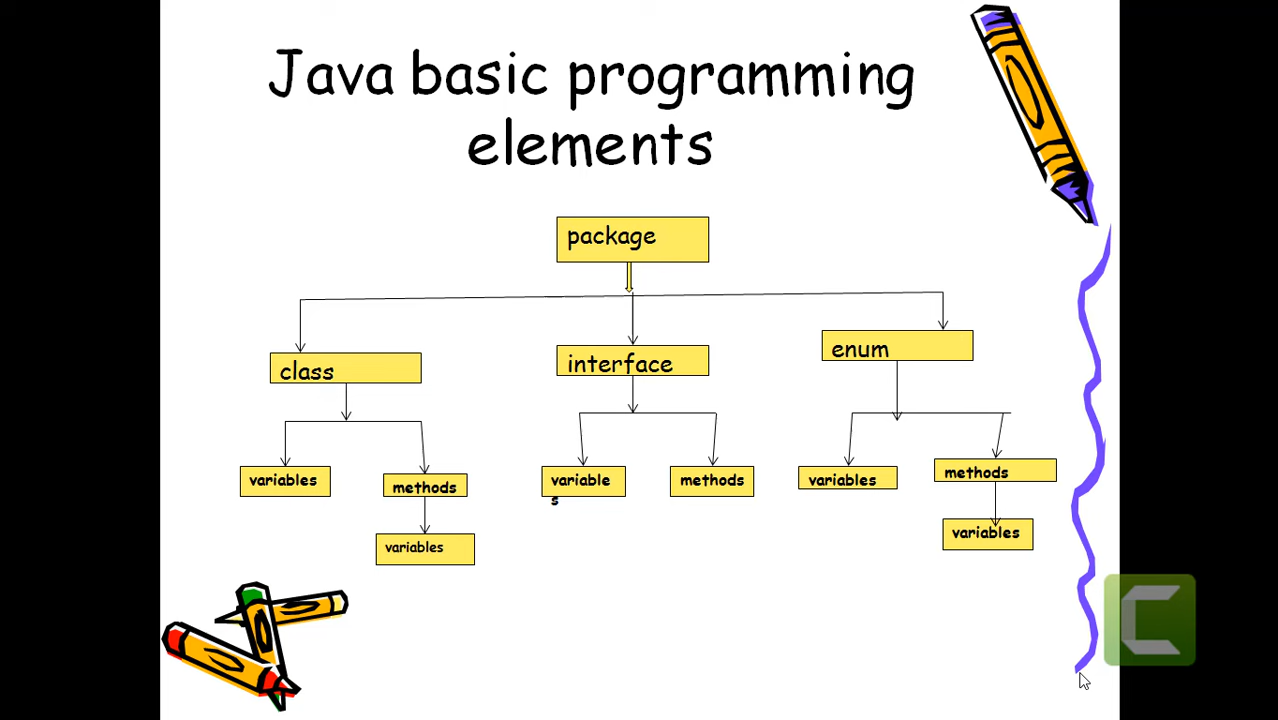 Java basic programming
elements
package
class
interface
enum
variables
methods
variable
s
methods
variables
methods
variables
variables